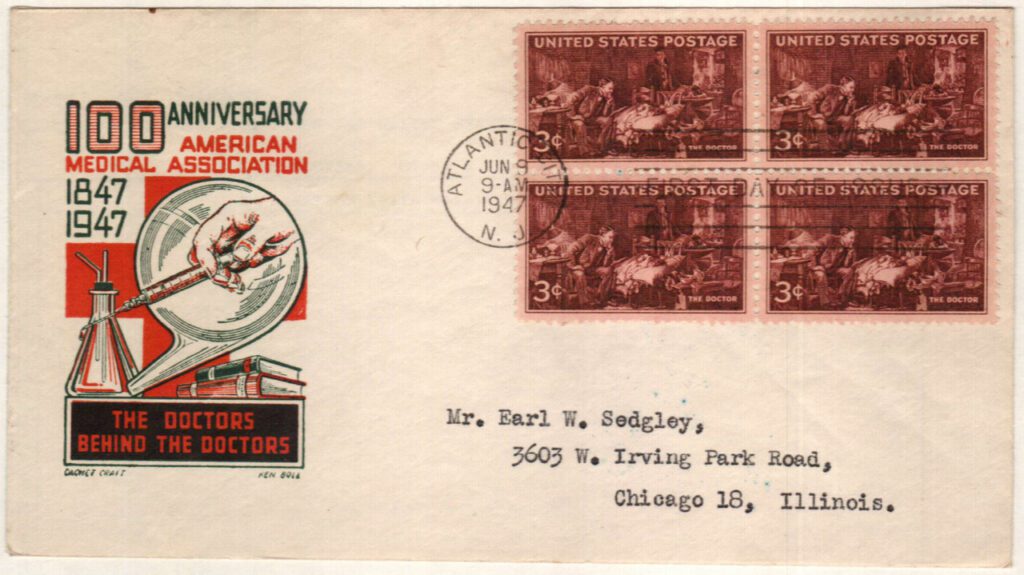 100 ANNIVERSARY
AMERICAN
MEDICAL ASSOCIATION
1847
1947
THE DOCTORS
BEHIND THE DOCTORS
CACHET CRAFT
KEN BOLL
UNITED STATES POSTAGE
3¢
THE DOCTOR
UNITED STATES POSTAGE
3¢
THE DOCTOR
ATLANTIC CITY
JUN 9
9-AM
1947
N. J.
UNITED STATES POSTAGE
3¢
THE DOCTOR
UNITED STATES POSTAGE
3¢
THE DOCTOR
Mr. Earl W. Sedgley,
3603 W. Irving Park Road,
Chicago 18, Illinois.